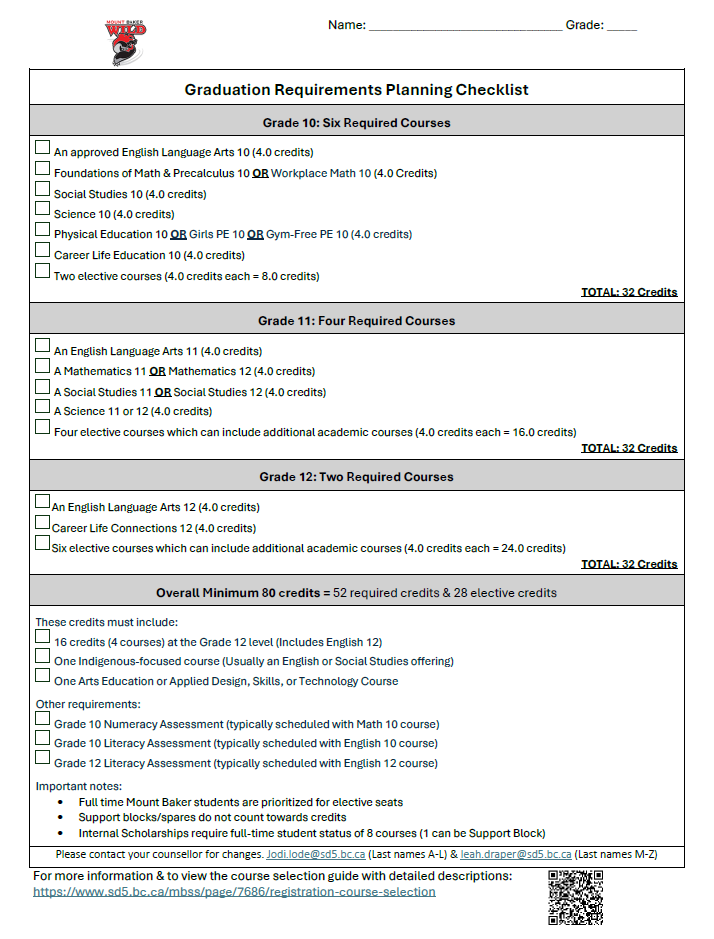 MOUNT BAKER
WILD
Name: ______________________________ Grade: _____
Graduation Requirements Planning Checklist
Grade 10: Six Required Courses
An approved English Language Arts 10 (4.0 credits)
Foundations of Math & Precalculus 10 OR Workplace Math 10 (4.0 Credits)
Social Studies 10 (4.0 credits)
Science 10 (4.0 credits)
Physical Education 10 OR Girls PE 10 OR Gym-Free PE 10 (4.0 credits)
Career Life Education 10 (4.0 credits)
Two elective courses (4.0 credits each = 8.0 credits)
TOTAL: 32 Credits
Grade 11: Four Required Courses
An English Language Arts 11 (4.0 credits)
A Mathematics 11 OR Mathematics 12 (4.0 credits)
A Social Studies 11 OR Social Studies 12 (4.0 credits)
A Science 11 or 12 (4.0 credits)
Four elective courses which can include additional academic courses (4.0 credits each = 16.0 credits)
TOTAL: 32 Credits
Grade 12: Two Required Courses
An English Language Arts 12 (4.0 credits)
Career Life Connections 12 (4.0 credits)
Six elective courses which can include additional academic courses (4.0 credits each = 24.0 credits)
TOTAL: 32 Credits
Overall Minimum 80 credits = 52 required credits & 28 elective credits
These credits must include:
16 credits (4 courses) at the Grade 12 level (Includes English 12)
One Indigenous-focused course (Usually an English or Social Studies offering)
One Arts Education or Applied Design, Skills, or Technology Course
Other requirements:
Grade 10 Numeracy Assessment (typically scheduled with Math 10 course)
Grade 10 Literacy Assessment (typically scheduled with English 10 course)
Grade 12 Literacy Assessment (typically scheduled with English 12 course)
Important notes:
• Full time Mount Baker students are prioritized for elective seats
• Support blocks/spares do not count towards credits
• Internal Scholarships require full-time student status of 8 courses (1 can be Support Block)
Please contact your counsellor for changes. Jodi.lode@sd5.bc.ca (Last names A-L) & leah.draper@sd5.bc.ca (Last names M-Z)
For more information & to view the course selection guide with detailed descriptions:
https://www.sd5.bc.ca/mbss/page/7686/registration-course-selection